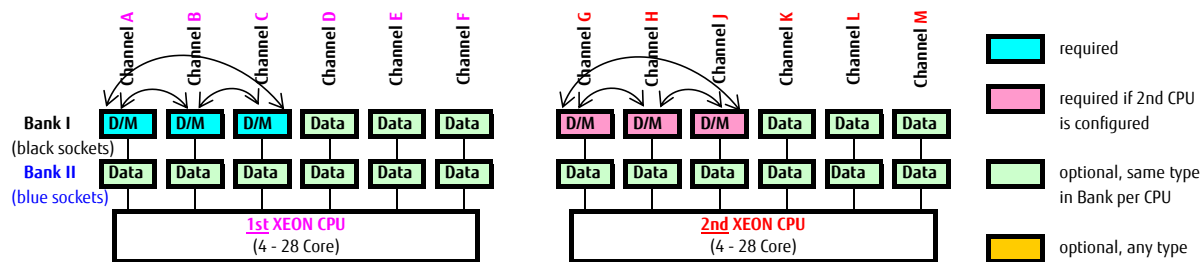 Channel A
Channel B
Channel C
Channel D
Channel E
Channel F
Channel G
Channel H
Channel J
Channel K
Channel L
Channel M
Bank I
(black sockets)
D/M D/M D/M Data Data Data
D/M D/M D/M Data Data Data
Bank II
(blue sockets)
Data Data Data Data Data Data
Data Data Data Data Data Data
1st XEON CPU
(4 - 28 Core)
2nd XEON CPU
(4 - 28 Core)
required
required if 2nd CPU
is configured
optional, same type
in Bank per CPU
optional, any type